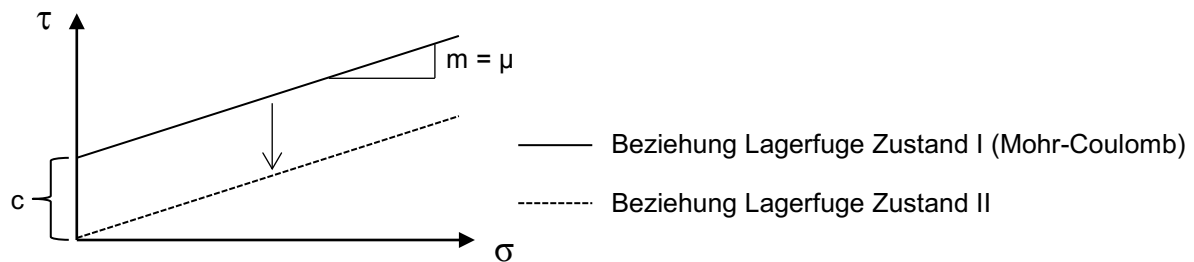 τ
m = µ
c
σ
Beziehung Lagerfuge Zustand I (Mohr-Coulomb)
Beziehung Lagerfuge Zustand II